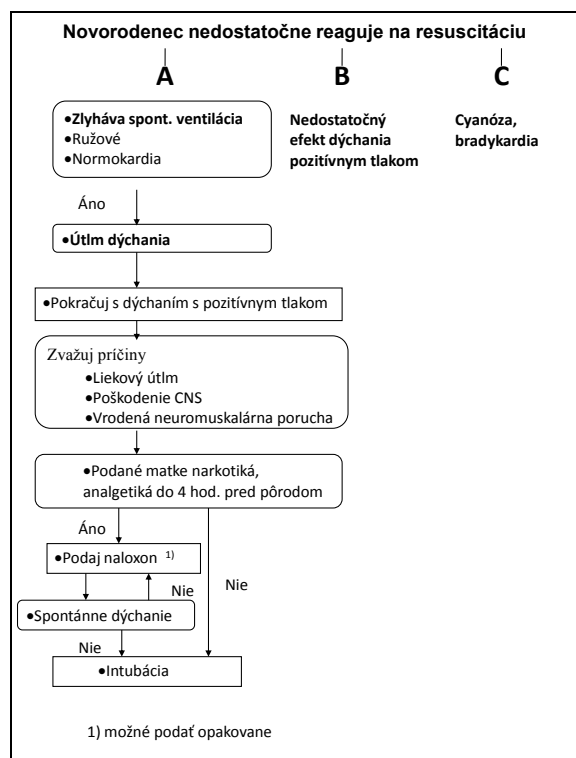 Novorodenec nedostatočne reaguje na resuscitáciu
A
B
C
•Zlyháva spont. ventilácia
•Ružové
•Normokardia
Nedostatočný
efekt dýchania
pozitívnym tlakom
Cyanóza,
bradykardia
Áno
•Útlm dýchania
•Pokračuj s dýchaním s pozitívnym tlakom
Zvažuj príčiny
•Liekový útlm
•Poškodenie CNS
•Vrodená neuromuskalárna porucha
•Podané matke narkotiká,
analgetiká do 4 hod. pred pôrodom
Áno
•Podaj naloxon 1)
Nie
Nie
•Spontánne dýchanie
Nie
•Intubácia
1) možné podať opakovane